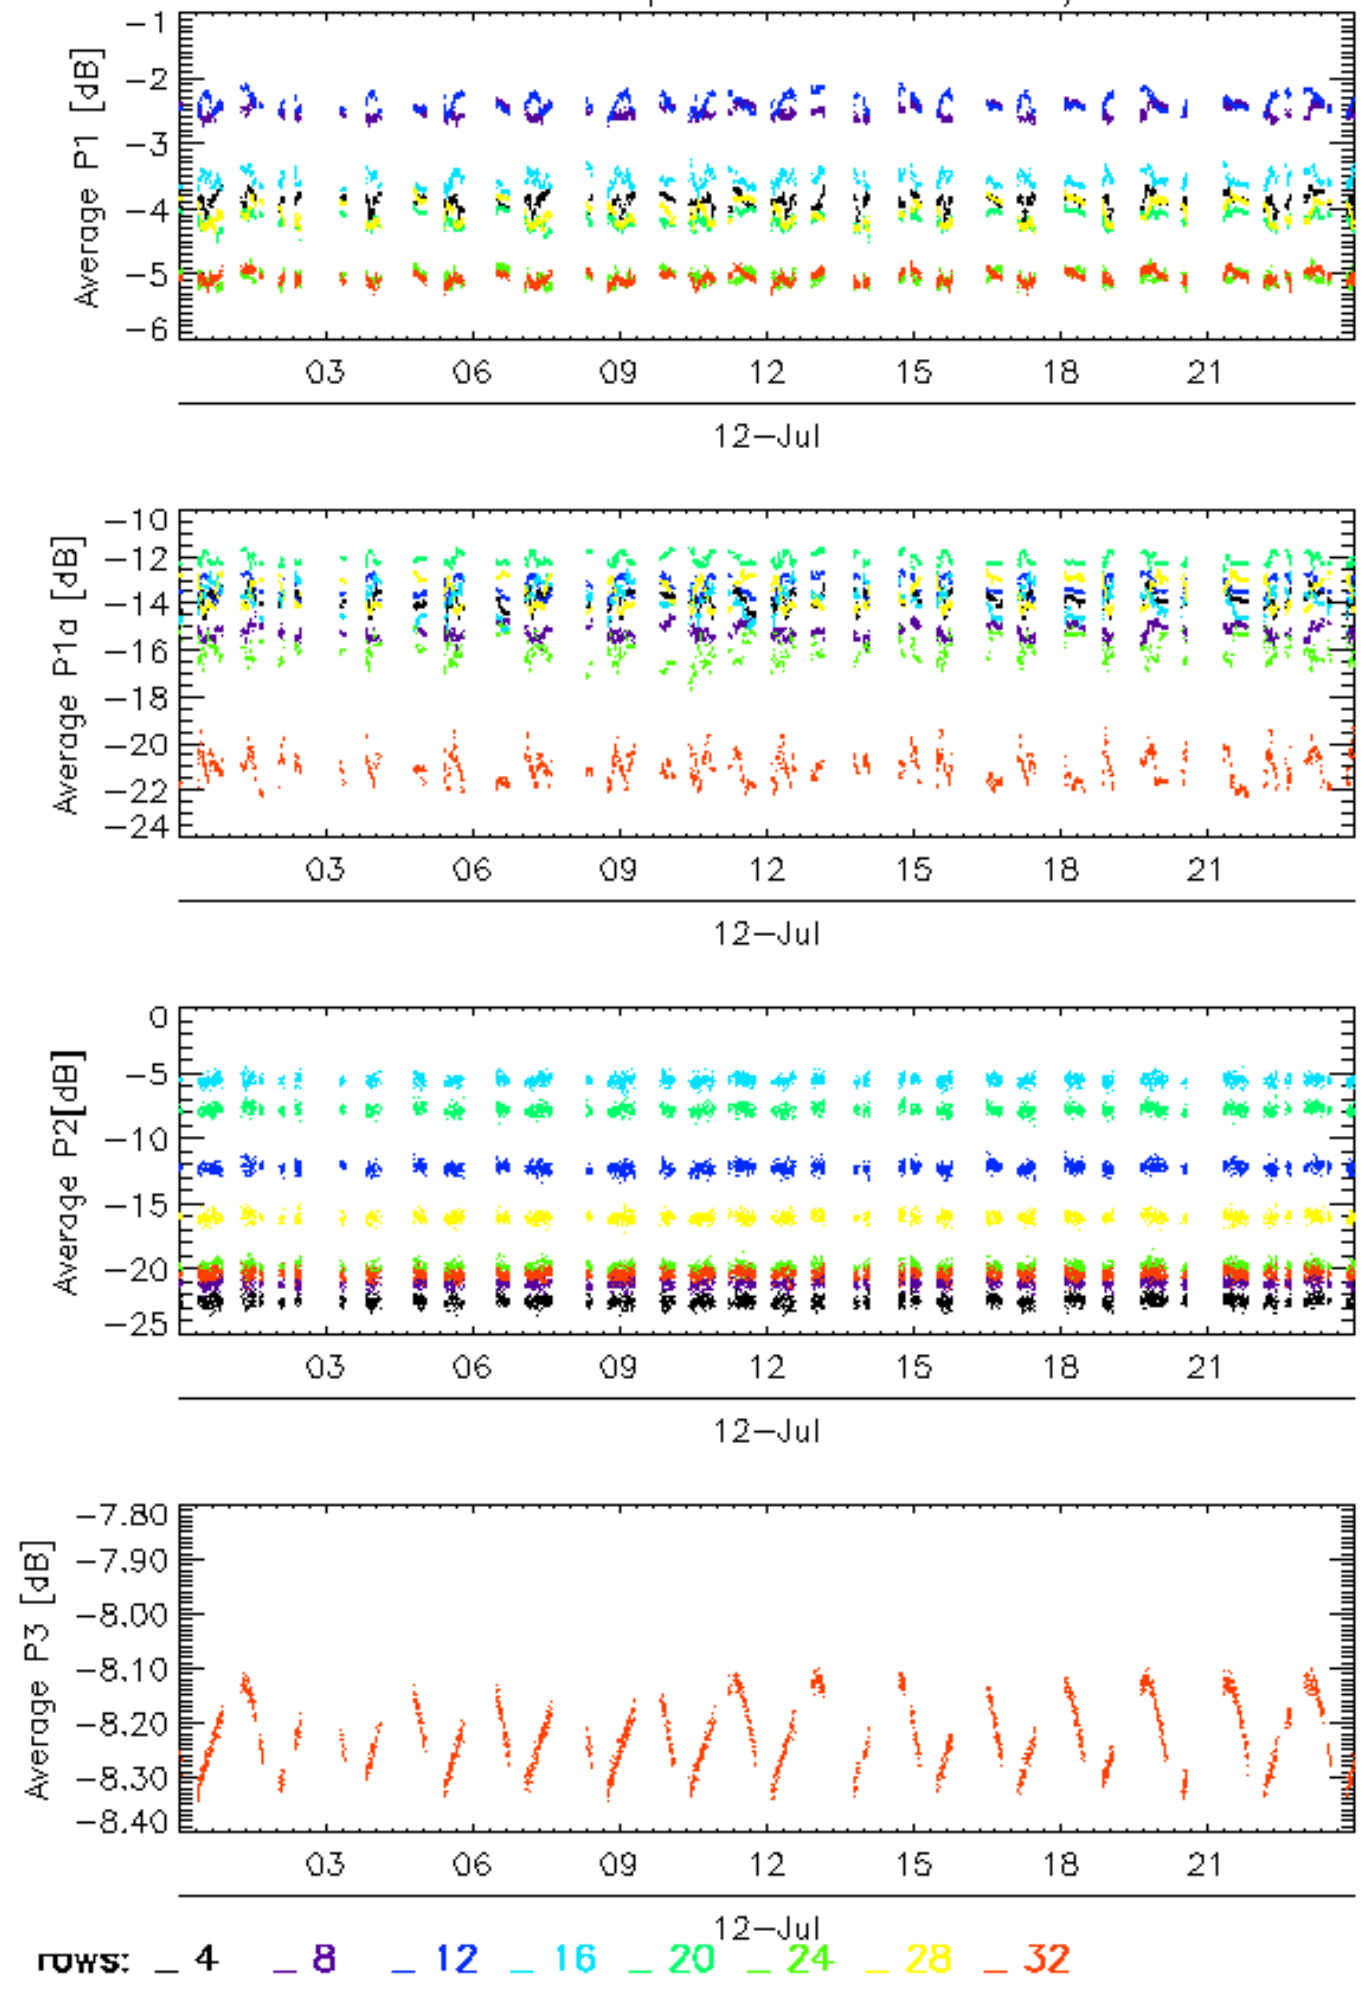 Average P1 [dB]
-1
-2
-3
-4
-5
-6
03 06 09 12 15 18 21
12-Jul
Average P1a [dB]
-10
-12
-14
-16
-18
-20
-22
-24
03 06 09 12 15 18 21
12-Jul
Average P2[dB]
0
-5
-10
-15
-20
-25
03 06 09 12 15 18 21
12-Jul
Average P3 [dB]
-7.80
-7.90
-8.00
-8.10
-8.20
-8.30
-8.40
03 06 09 12 15 18 21
12-Jul
rows: _ 4 _ 8 _ 12 _ 16 _ 20 _ 24 _ 28 _ 32